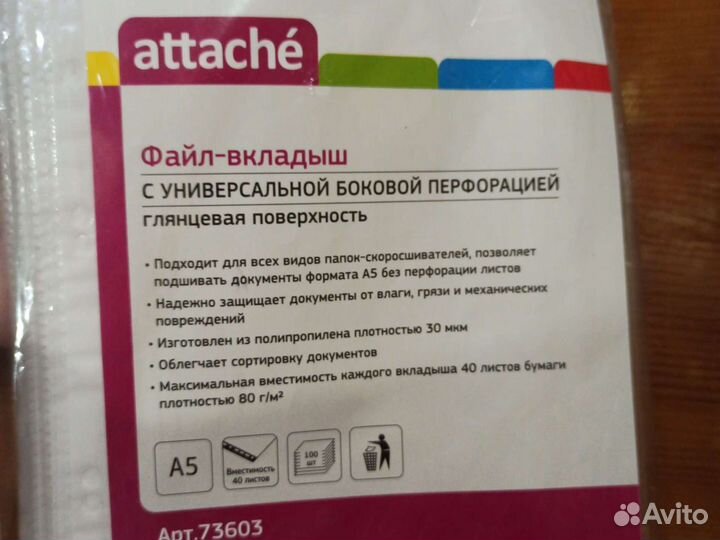 attaché
Файл-вкладыш
С УНИВЕРСАЛЬНОЙ БОКОВОЙ ПЕРФОРАЦИЕЙ
ГЛЯНЦЕВАЯ ПОВЕРХНОСТЬ
• Подходит для всех видов папок-скоросшивателей, позволяет
подшивать документы формата А5 без перфорации листов
• Надежно защищает документы от влаги, грязи и механических
повреждений
• Изготовлен из полипропилена плотностью 30 мкм
• Облегчает сортировку документов
• Максимальная вместимость каждого вкладыша 40 листов бумаги
плотностью 80 г/м²
А5
Вместимость
40 листов
100
шт
Арт.73603
Avito